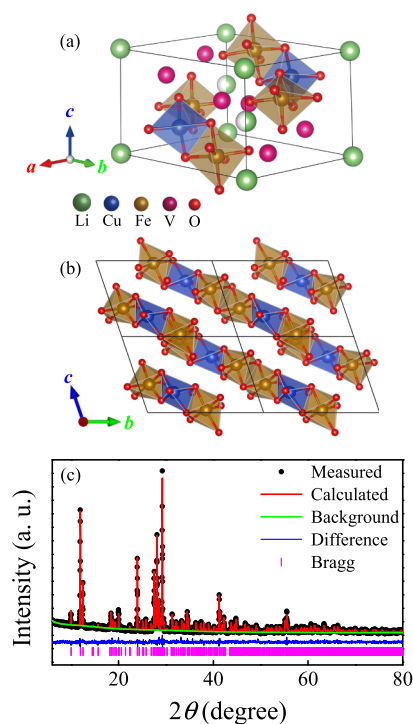 (a)
c
a
b
Li Cu Fe V O
(b)
c
b
(c)
Measured
Calculated
Background
Difference
Bragg
Intensity (a. u.)
20 40 60 80
2θ (degree)